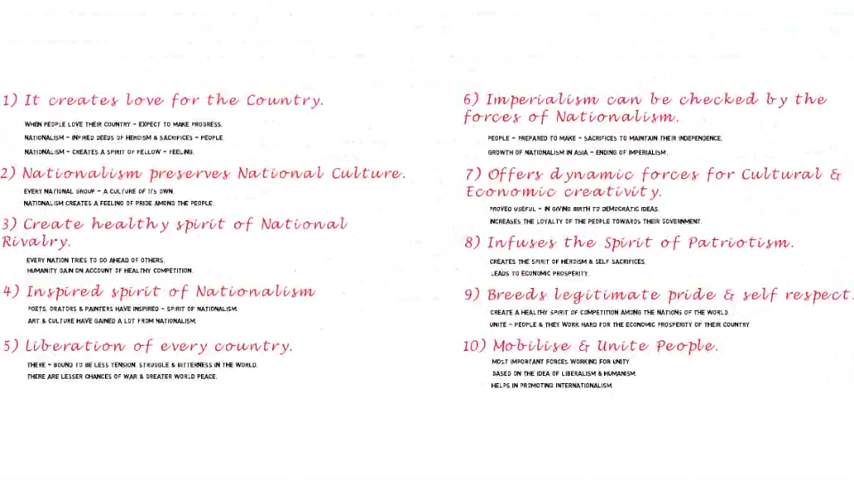 1) It creates love for the Country.
WHEN PEOPLE LOVE THEIR COUNTRY - EXPECT TO MAKE PROGRESS.
NATIONALISM - INPIRED DEEDS OF HEROISM & SACRIFICES - PEOPLE.
NATIONALISM - CREATES A SPIRIT OF FELLOW - FEELING.
2) Nationalism preserves National Culture.
EVERY NATIONAL GROUP - A CULTURE OF ITS OWN.
NATIONALISM CREATES A FEELING OF PRIDE AMONG THE PEOPLE.
3) Create healthy spirit of National
Rivalry.
EVERY NATION TRIES TO GO AHEAD OF OTHERS.
HUMANITY GAIN ON ACCOUNT OF HEALTHY COMPETITION.
4) Inspired spirit of Nationalism
POETS, ORATORS & PAINTERS HAVE INSPIRED - SPIRIT OF NATIONALISM.
ART & CULTURE HAVE GAINED A LOT FROM NATIONALISM.
5) Liberation of every country.
THERE - BOUND TO BE LESS TENSION, STRUGGLE & BITTERNESS IN THE WORLD.
THERE ARE LESSER CHANCES OF WAR & GREATER WORLD PEACE.
6) Imperialism can be checked by the
forces of Nationalism.
PEOPLE - PREPARED TO MAKE - SACRIFICES TO MAINTAIN THEIR INDEPENDENCE.
GROWTH OF NATIONALISM IN ASIA - ENDING OF IMPERIALISM.
7) Offers dynamic forces for Cultural &
Economic creativity.
PROVED USEFUL - IN GIVING BIRTH TO DEMOCRATIC IDEAS.
INCREASES THE LOYALTY OF THE PEOPLE TOWARDS THEIR GOVERNMENT.
8) Infuses the Spirit of Patriotism.
CREATES THE SPIRIT OF HEROISM & SELF SACRIFICES.
LEADS TO ECONOMIC PROSPERITY.
9) Breeds legitimate pride & self respect.
CREATE A HEALTHY SPIRIT OF COMPETITION AMONG THE NATIONS OF THE WORLD.
UNITE - PEOPLE & THEY WORK HARD FOR THE ECONOMIC PROSPERITY OF THEIR COUNTRY
10) Mobilise & Unite People.
MOST IMPORTANT FORCES WORKING FOR UNITY.
BASED ON THE IDEA OF LIBERALISM & HUMANISM.
HELPS IN PROMOTING INTERNATIONALISM.